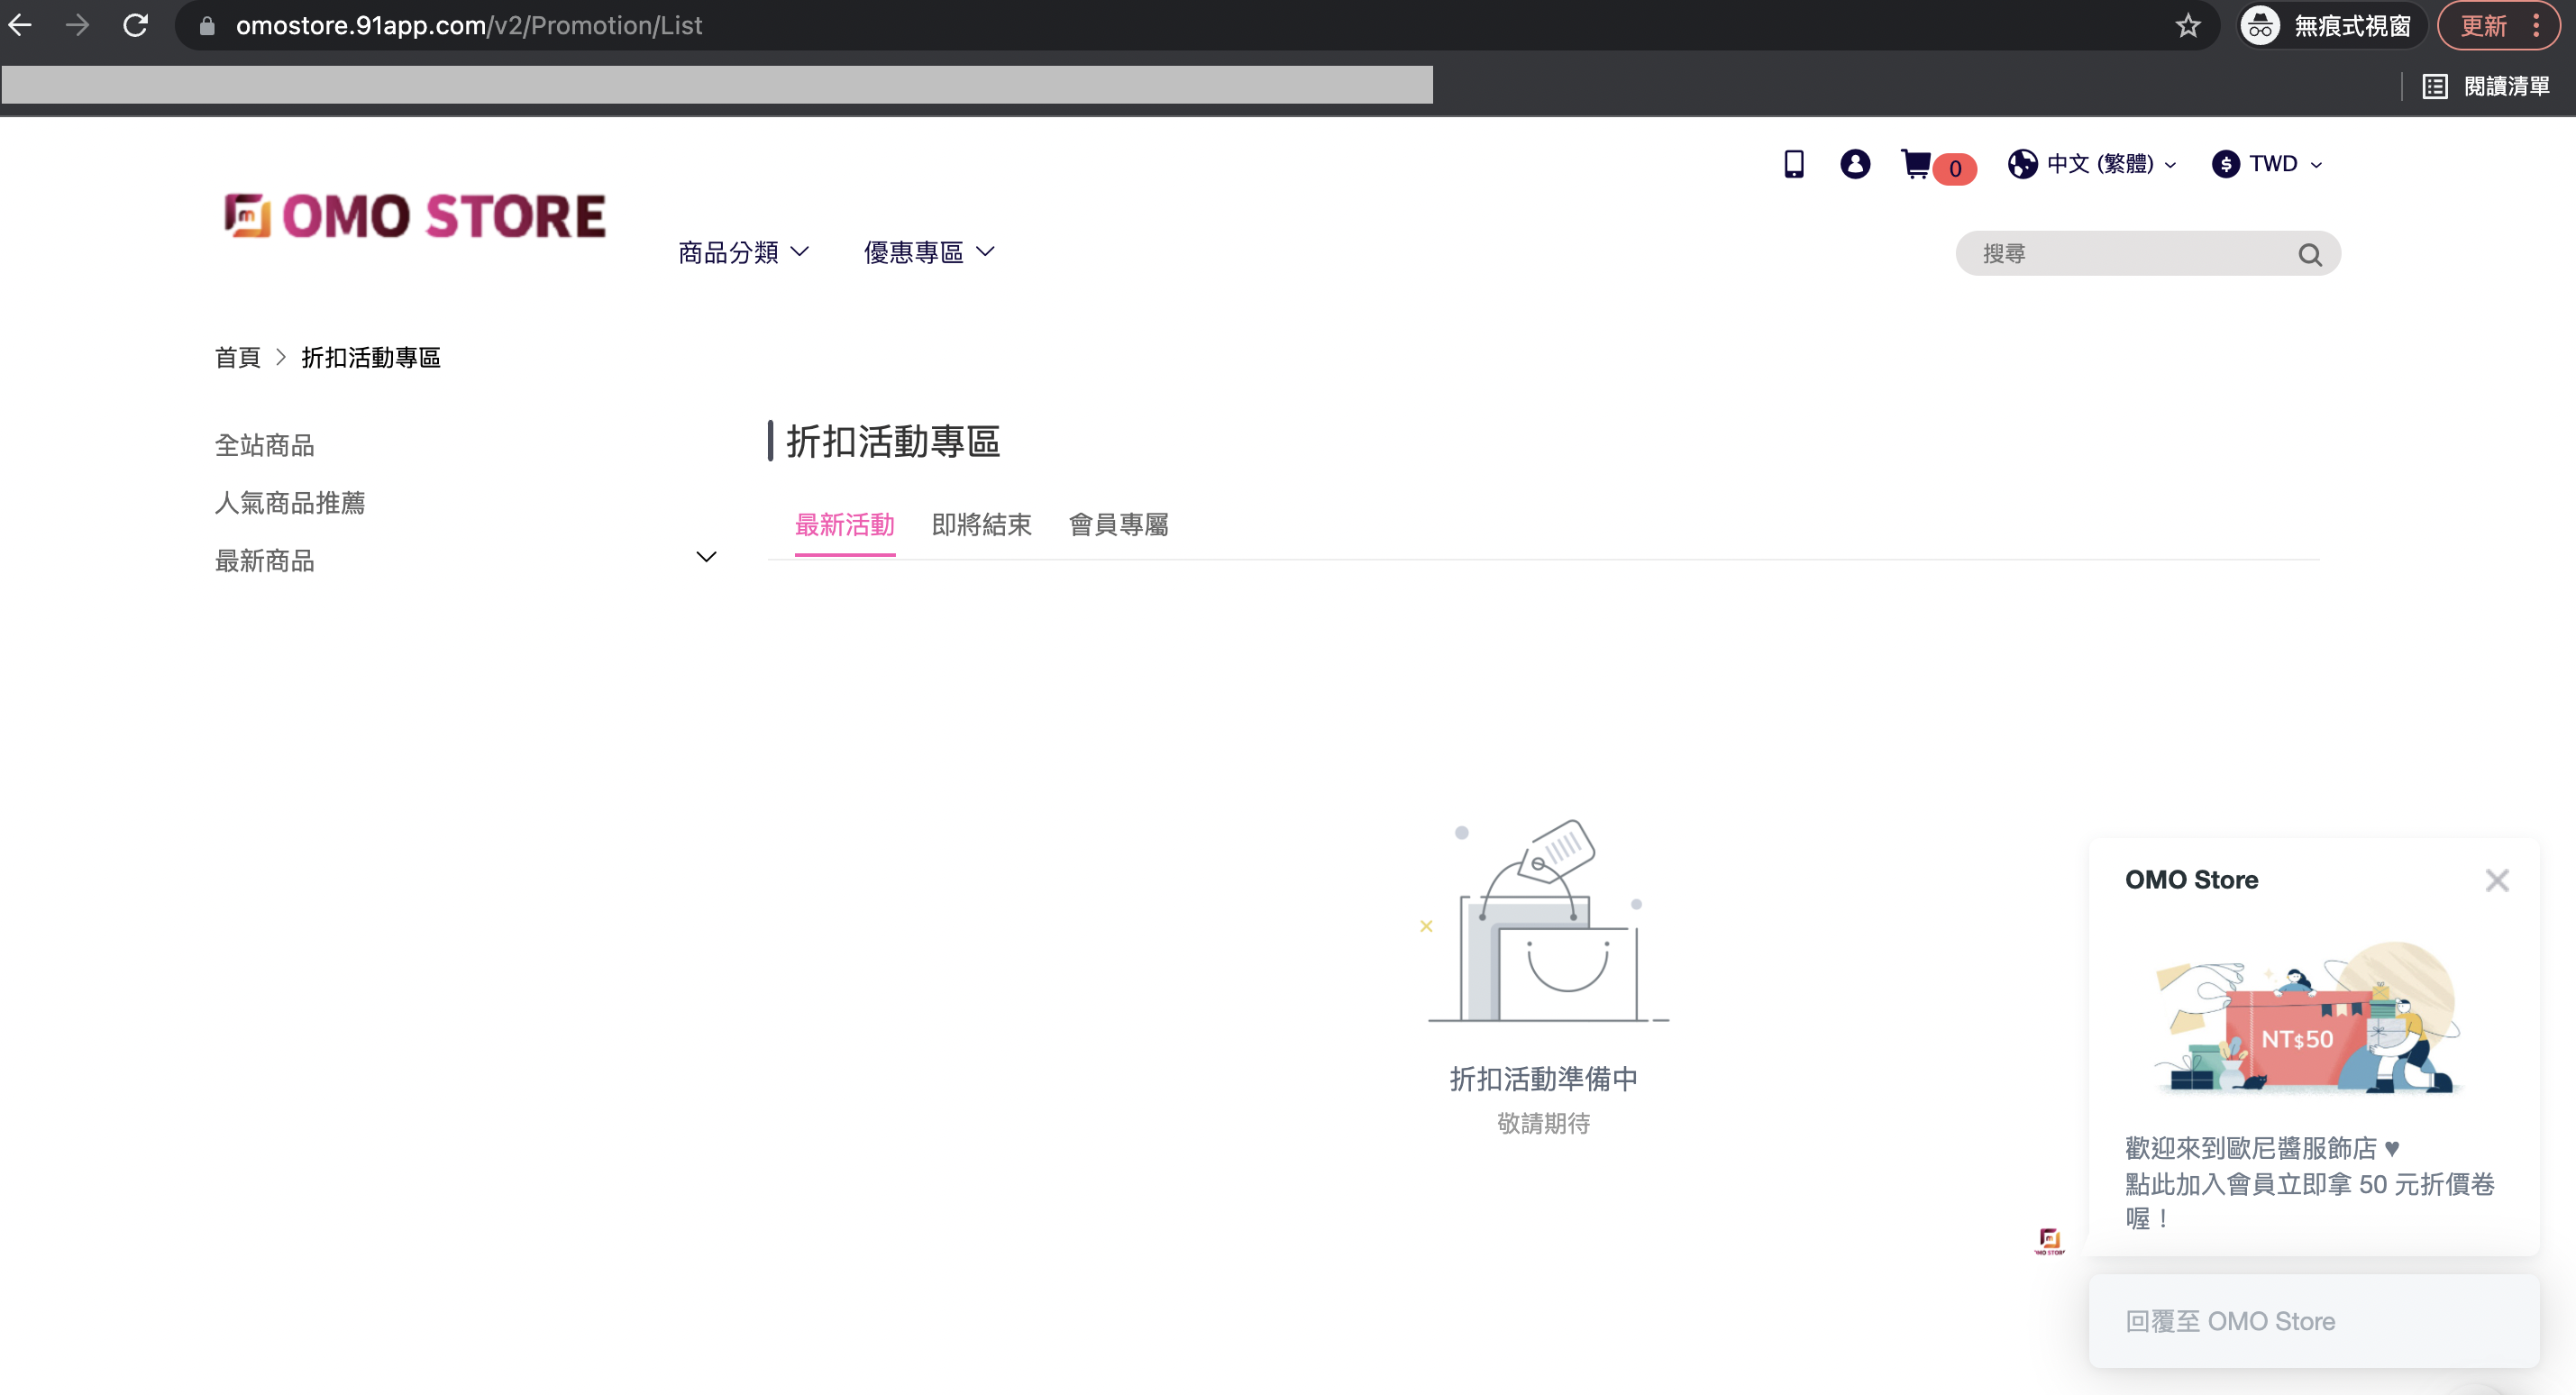 omostore.91app.com/v2/Promotion/List
無痕式視窗
更新
閱讀清單
0
中文 (繁體)
TWD
OMO STORE
商品分類
優惠專區
搜尋
首頁 > 折扣活動專區
全站商品
人氣商品推薦
最新商品
折扣活動專區
最新活動
即將結束
會員專屬
折扣活動準備中
敬請期待
OMO Store
NT$50
歡迎來到歐尼醬服飾店 ♥
點此加入會員立即拿 50 元折價卷
喔！
OMO STORE
回覆至 OMO Store